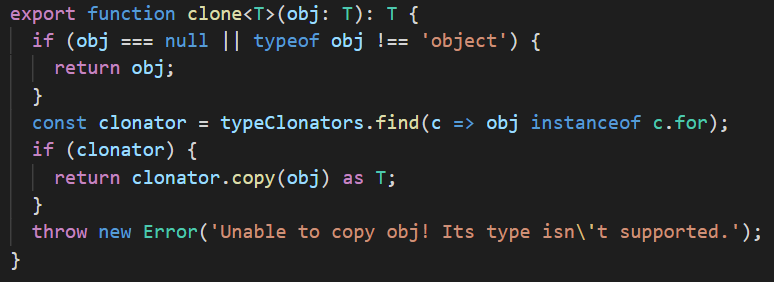 export function clone<T>(obj: T): T {
  if (obj === null || typeof obj !== 'object') {
    return obj;
  }
  const clonator = typeClonators.find(c => obj instanceof c.for);
  if (clonator) {
    return clonator.copy(obj) as T;
  }
  throw new Error('Unable to copy obj! Its type isn\'t supported.');
}